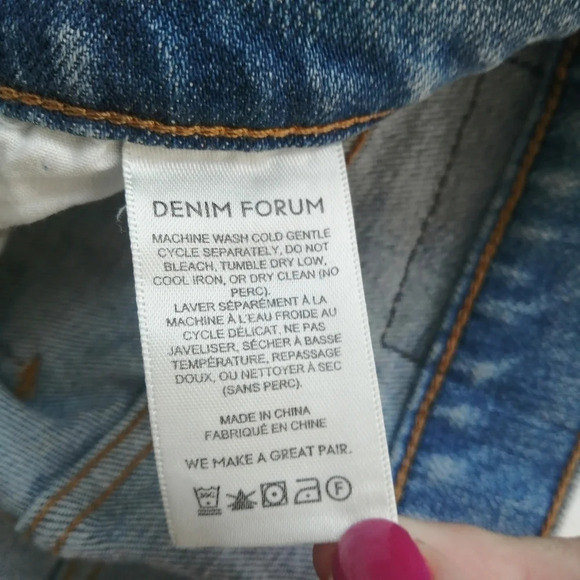 DENIM FORUM
MACHINE WASH COLD GENTLE
CYCLE SEPARATELY, DO NOT
BLEACH, TUMBLE DRY LOW,
COOL IRON, OR DRY CLEAN (NO
PERC).
LAVER SÉPARÉMENT À LA
MACHINE À L'EAU FROIDE AU
CYCLE DÉLICAT. NE PAS
JAVELISER, SÉCHER À BASSE
TEMPÉRATURE, REPASSAGE
DOUX, OU NETTOYER À SEC
(SANS PERC).
MADE IN CHINA
FABRIQUÉ EN CHINE
WE MAKE A GREAT PAIR.
F